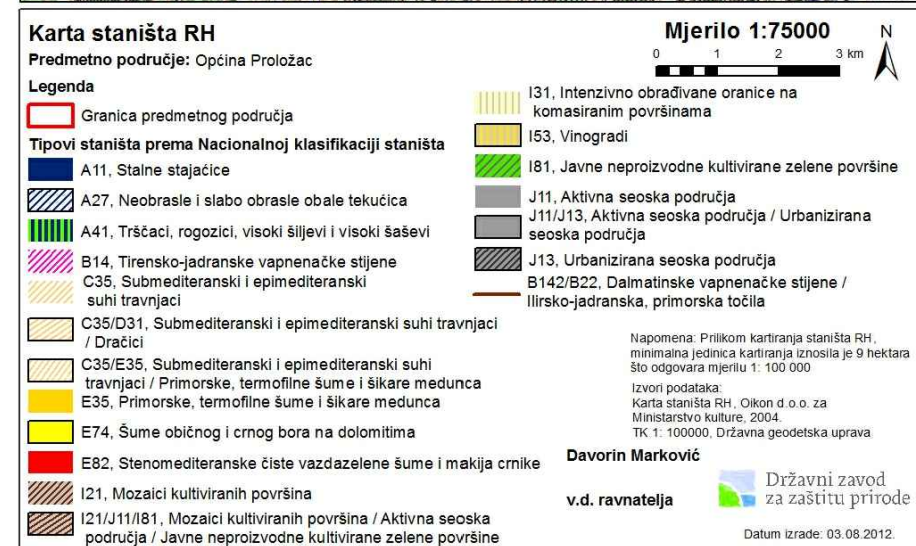 Karta staništa RH
Predmetno područje: Općina Proložac
Legenda
Granica predmetnog područja
Tipovi staništa prema Nacionalnoj klasifikaciji staništa
A11, Stalne stajaćice
A27, Neobrasle i slabo obrasle obale tekućica
A41, Trščaci, rogozici, visoki šiljevi i visoki šaševi
B14, Tirensko-jadranske vapnenačke stijene
C35, Submediteranski i epimediteranski
suhi travnjaci
C35/D31, Submediteranski i epimediteranski suhi travnjaci
/ Dračici
C35/E35, Submediteranski i epimediteranski suhi
travnjaci / Primorske, termofilne šume i šikare medunca
E35, Primorske, termofilne šume i šikare medunca
E74, Šume običnog i crnog bora na dolomitima
E82, Stenomediteranske čiste vazdazelene šume i makija crnike
I21, Mozaici kultiviranih površina
I21/J11/I81, Mozaici kultiviranih površina / Aktivna seoska
područja / Javne neproizvodne kultivirane zelene površine
Mjerilo 1:75000
N
0 1 2 3 km
I31, Intenzivno obrađivane oranice na
komasiranim površinama
I53, Vinogradi
I81, Javne neproizvodne kultivirane zelene površine
J11, Aktivna seoska područja
J11/J13, Aktivna seoska područja / Urbanizirana
seoska područja
J13, Urbanizirana seoska područja
B142/B22, Dalmatinske vapnenačke stijene /
Ilirsko-jadranska, primorska točila
Napomena: Prilikom kartiranja staništa RH,
minimalna jedinica kartiranja iznosila je 9 hektara
što odgovara mjerilu 1: 100 000
Izvori podataka:
Karta staništa RH, Oikon d.o.o. za
Ministarstvo kulture, 2004.
TK 1: 100000, Državna geodetska uprava
Davorin Marković
v.d. ravnatelja
Državni zavod
za zaštitu prirode
Datum izrade: 03.08.2012.